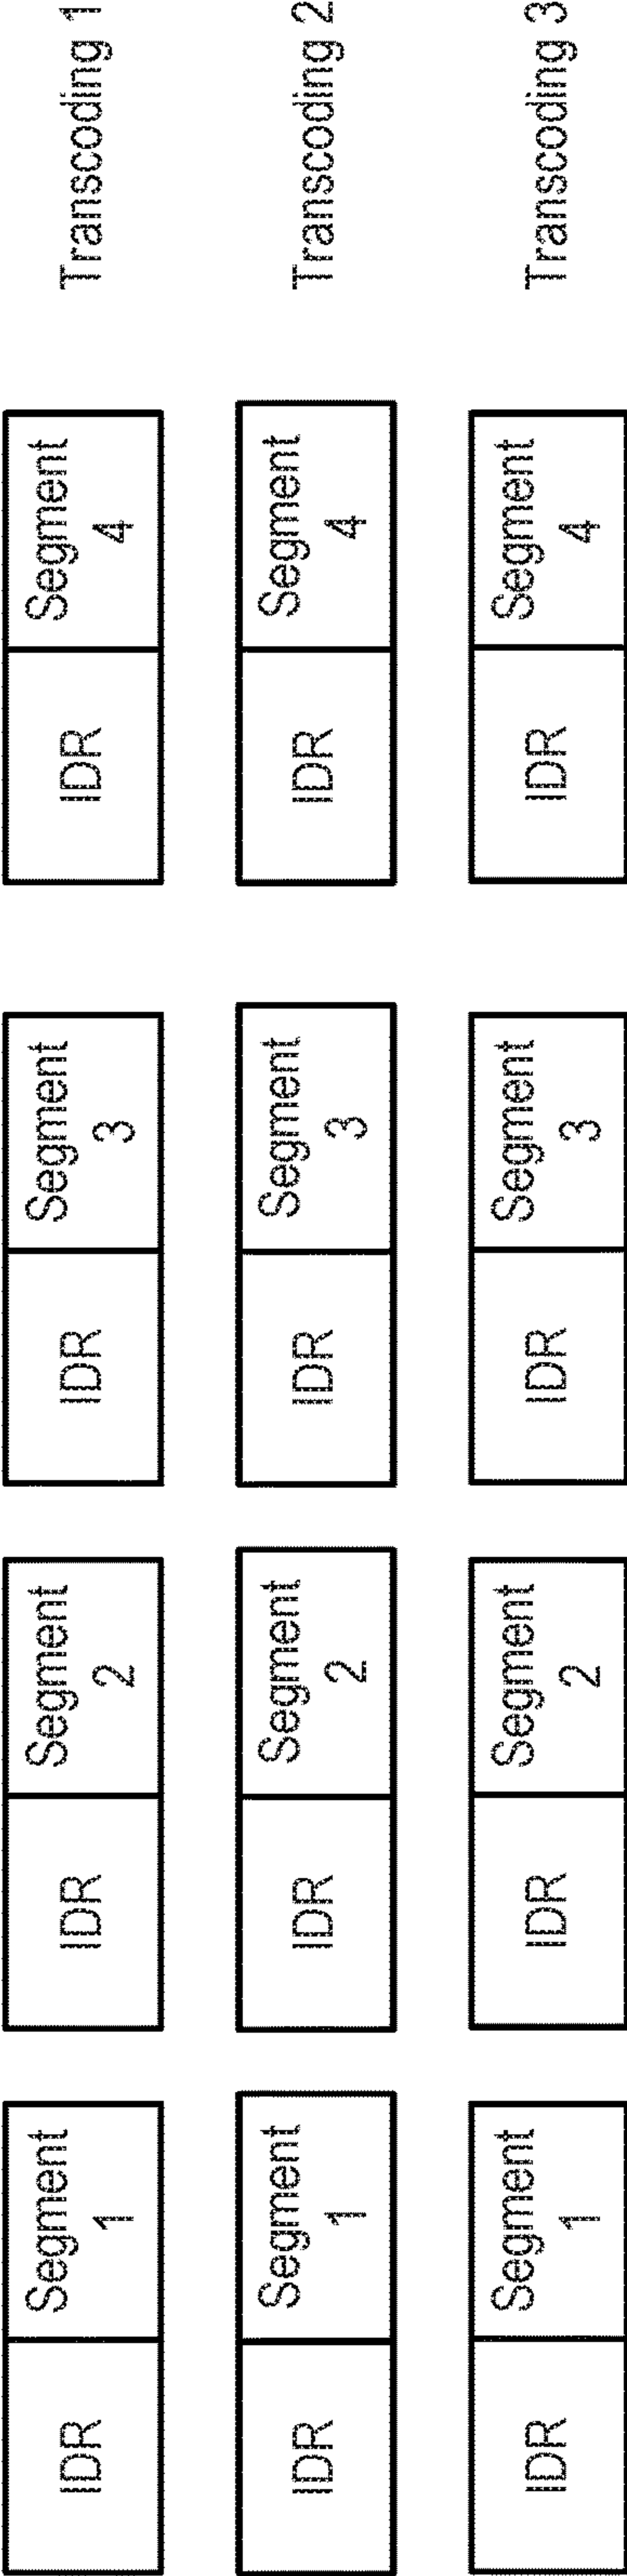 IDR
Segment
1
IDR
Segment
2
IDR
Segment
3
IDR
Segment
4
Transcoding 1
IDR
Segment
1
IDR
Segment
2
IDR
Segment
3
IDR
Segment
4
Transcoding 2
IDR
Segment
1
IDR
Segment
2
IDR
Segment
3
IDR
Segment
4
Transcoding 3